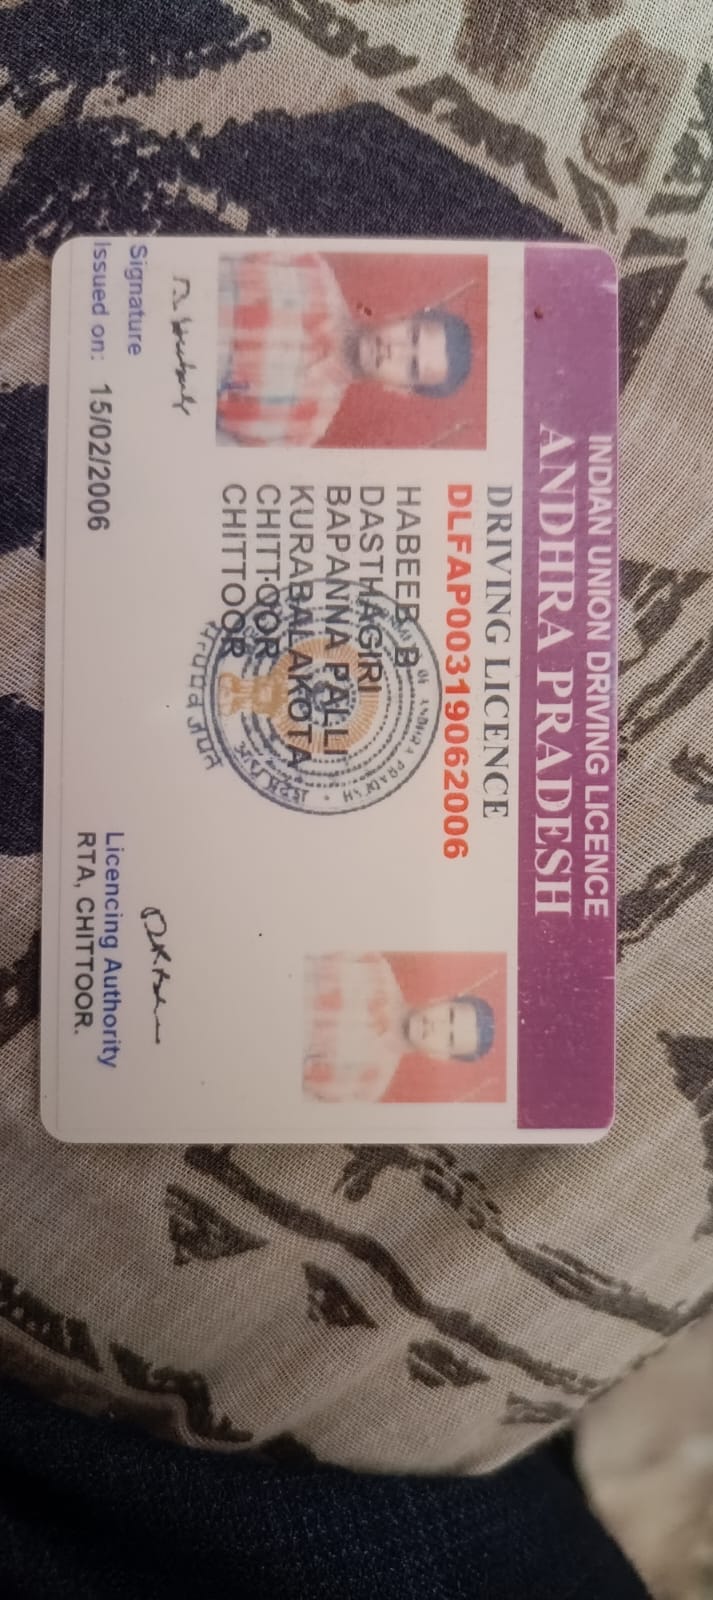 INDIAN UNION DRIVING LICENCE
ANDHRA PRADESH
DRIVING LICENCE
DLFAP00319062006
HABEEB B
DASTHAGIRI
BAPANNA PALLI
KURABALAKOTA
CHITTOOR
CHITTOOR
Signature
Issued on: 15/02/2006
Licencing Authority
RTA, CHITTOOR.